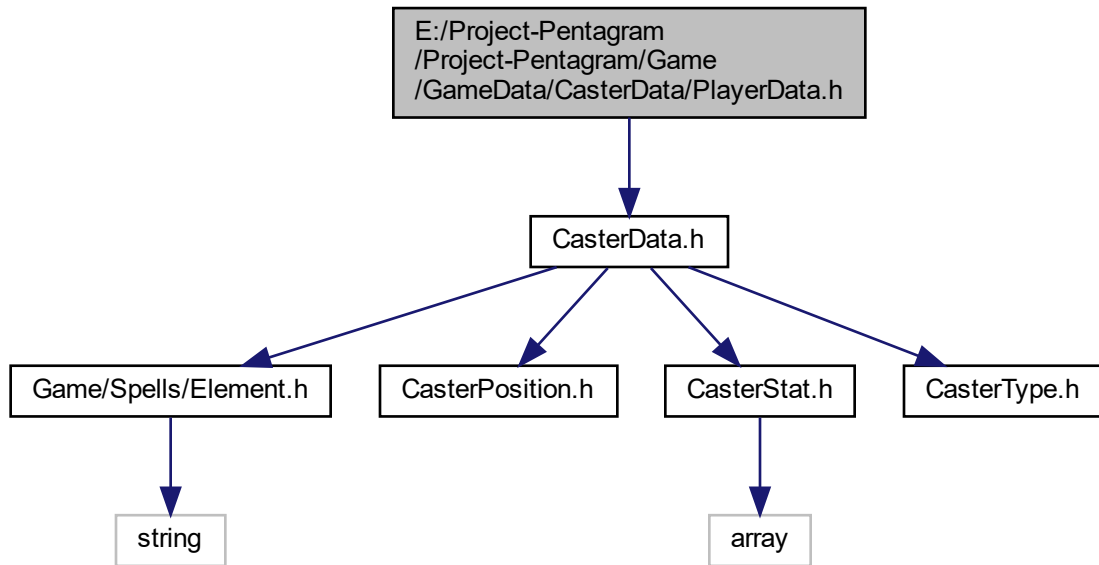 E:/Project-Pentagram
/Project-Pentagram/Game
/GameData/CasterData/PlayerData.h
CasterData.h
Game/Spells/Element.h
CasterPosition.h
CasterStat.h
CasterType.h
string
array